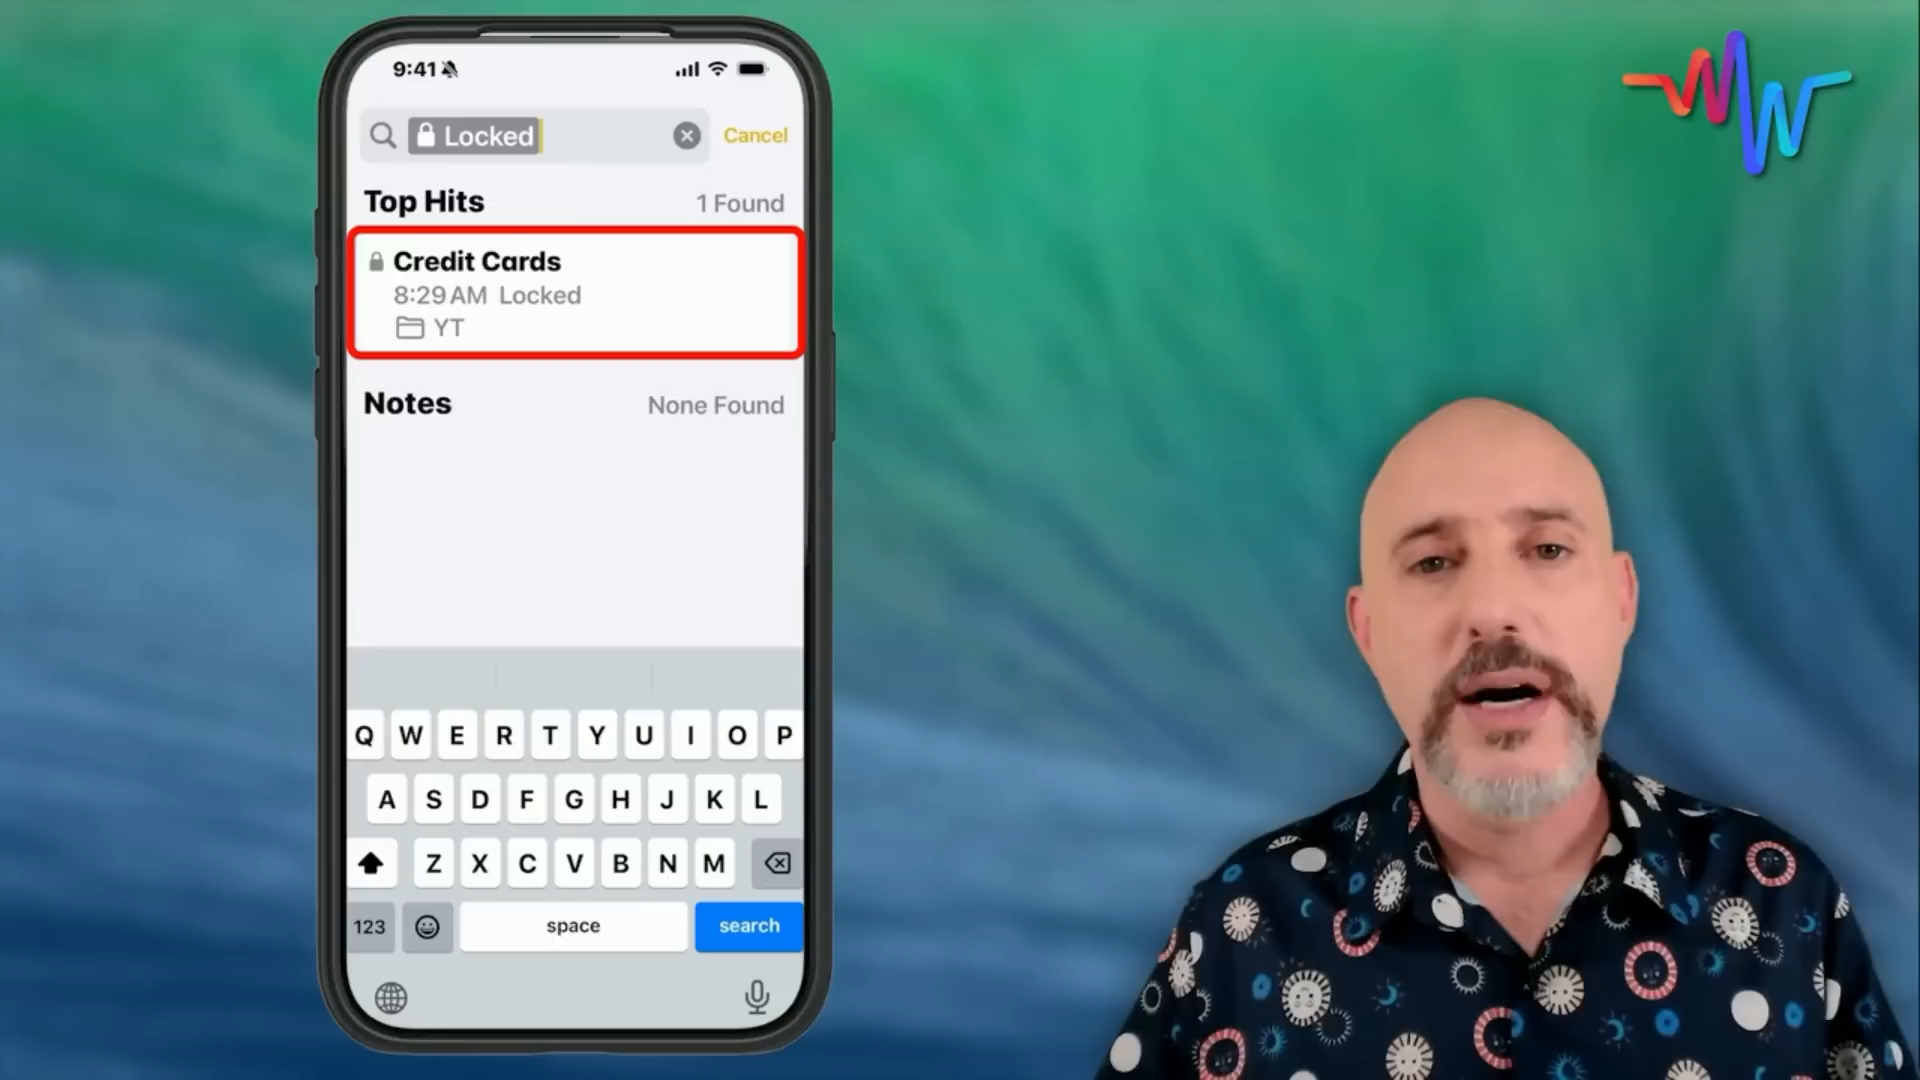 9:41
Locked
Cancel
Top Hits
1 Found
Credit Cards
8:29 AM Locked
YT
Notes
None Found
Q W E R T Y U I O P
A S D F G H J K L
Z X C V B N M
123
space
search